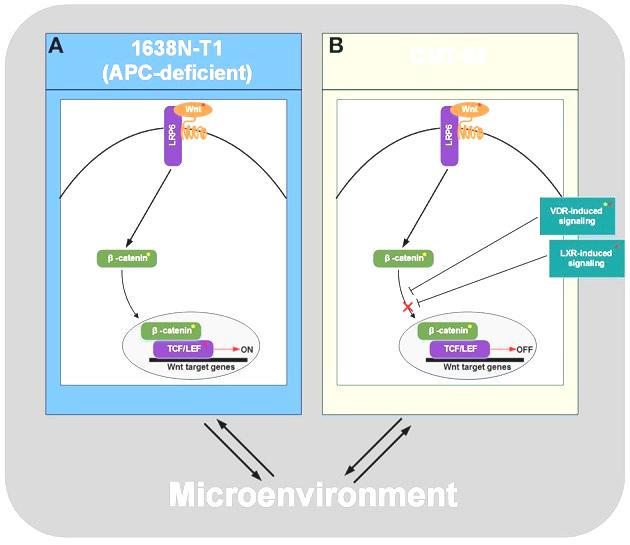 A
1638N-T1
(APC-deficient)
Wnt
LRP6
β -catenin
β -catenin
TCF/LEF
ON
Wnt target genes
B
Wnt
LRP6
VDR-induced
signaling
LXR-induced
signaling
β -catenin
β -catenin
TCF/LEF
OFF
Wnt target genes
Microenvironment